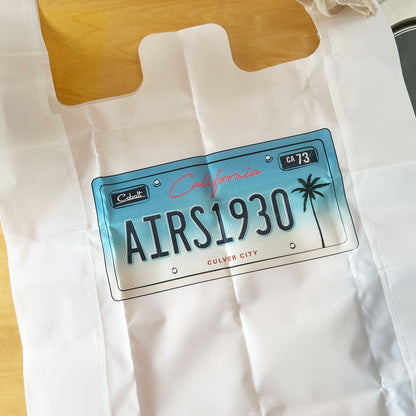 California
CA 73
Cobalt
AIRS1930
CULVER CITY